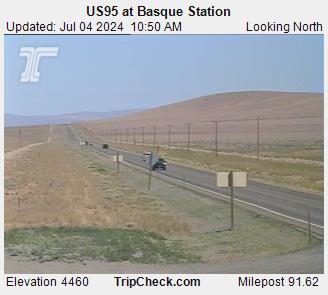 US95 at Basque Station
Updated: Jul 04 2024 10:50 AM Looking North
Elevation 4460 TripCheck.com Milepost 91.62